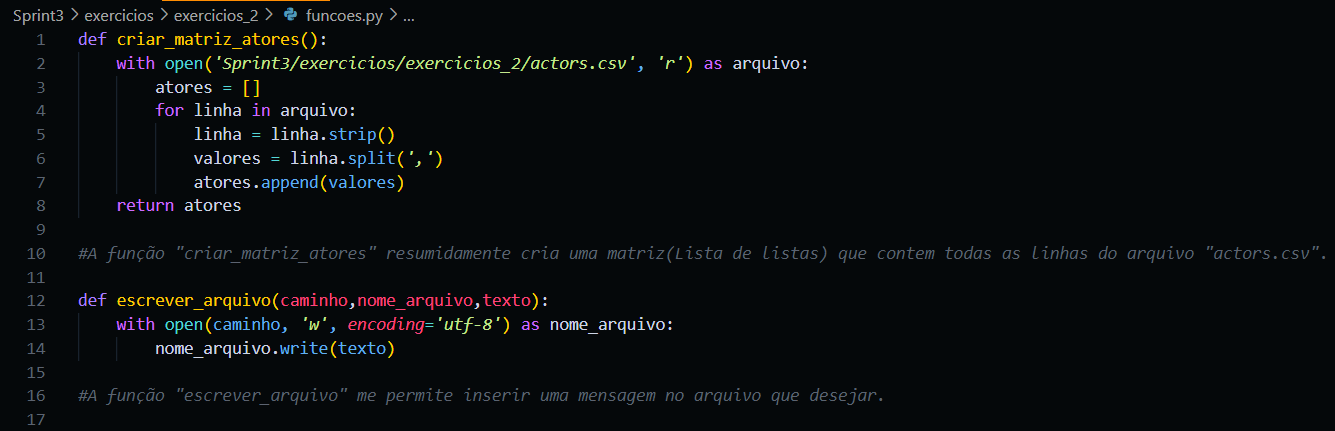 Sprint3 > exercicios > exercicios_2 > funcoes.py > ...
1 def criar_matriz_atores():
2     with open('Sprint3/exercicios/exercicios_2/actors.csv', 'r') as arquivo:
3         atores = []
4         for linha in arquivo:
5             linha = linha.strip()
6             valores = linha.split(',')
7             atores.append(valores)
8     return atores
9
10 #A função "criar_matriz_atores" resumidamente cria uma matriz(Lista de listas) que contem todas as linhas do arquivo "actors.csv".
11
12 def escrever_arquivo(caminho,nome_arquivo,texto):
13     with open(caminho, 'w', encoding='utf-8') as nome_arquivo:
14         nome_arquivo.write(texto)
15
16 #A função "escrever_arquivo" me permite inserir uma mensagem no arquivo que desejar.
17